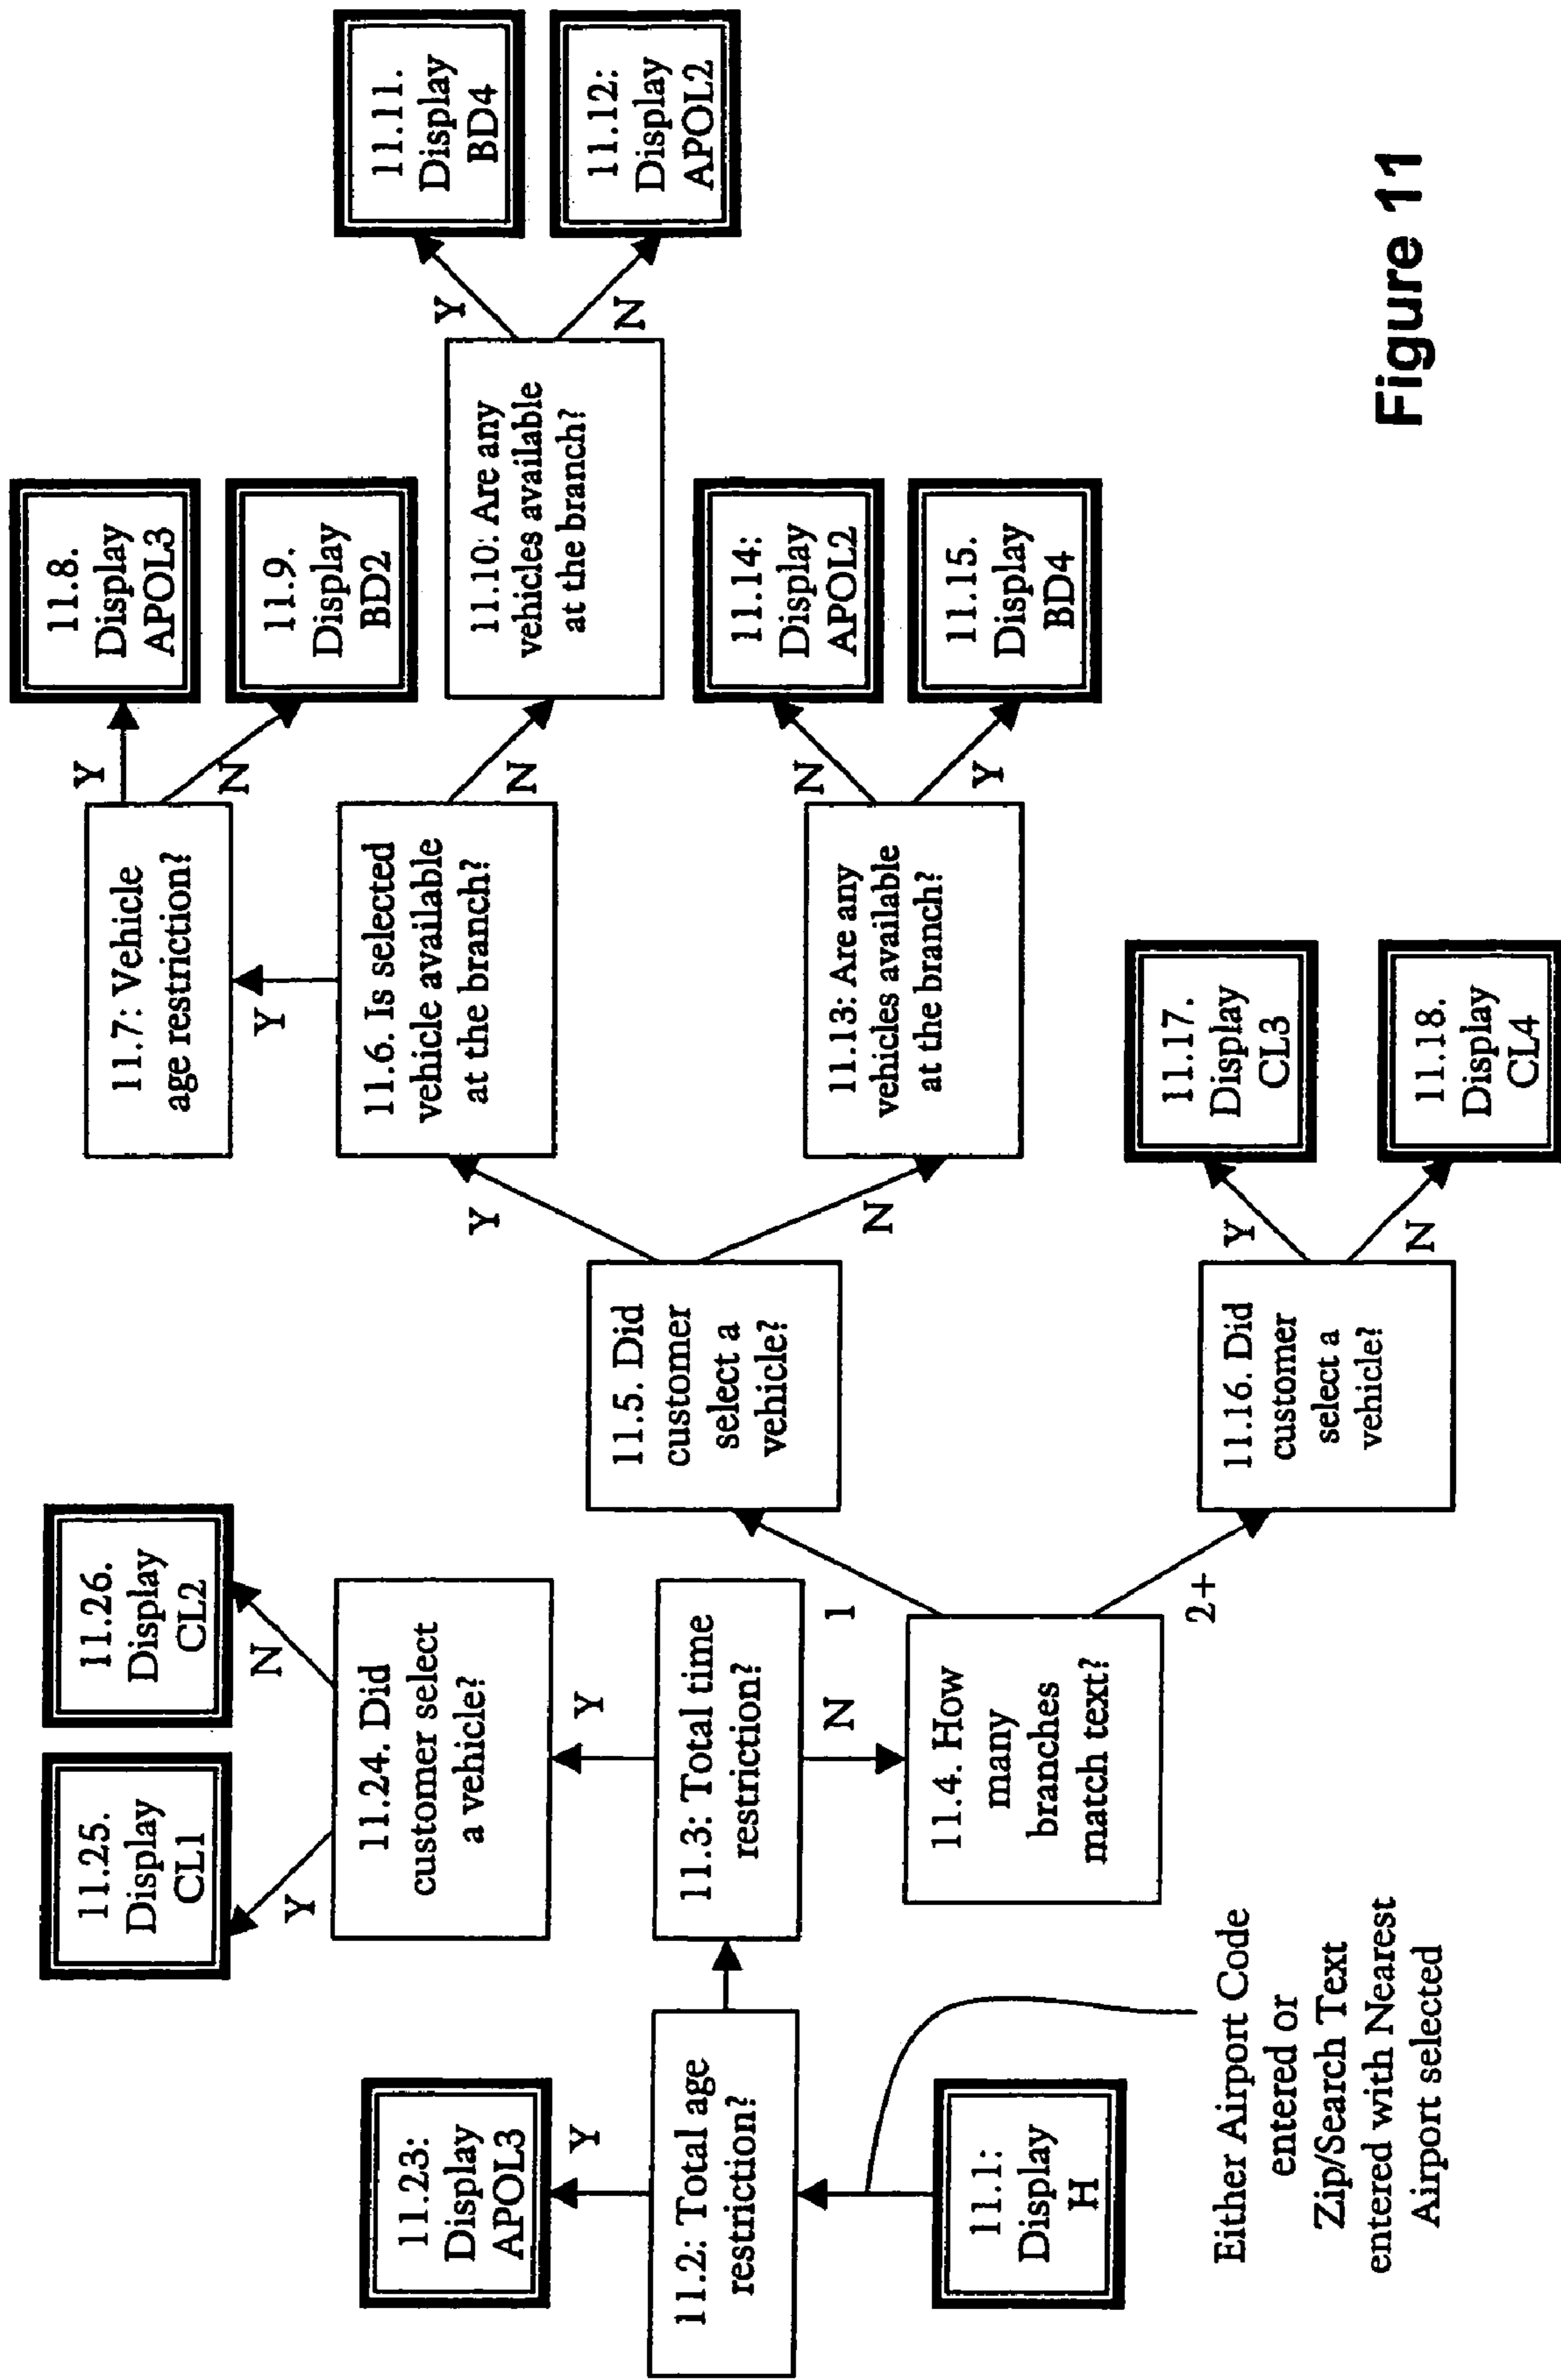 11.1:
Display
H
Either Airport Code
entered or
Zip/Search Text
entered with Nearest
Airport selected
11.2: Total age
restriction?
Y
11.23:
Display
APOL3
11.3: Total time
restriction?
Y
N
11.24. Did
customer select
a vehicle?
Y
N
11.25.
Display
CL1
11.26.
Display
CL2
11.4. How
many
branches
match text?
1
2+
11.5. Did
customer
select a
vehicle?
Y
N
11.6. Is selected
vehicle available
at the branch?
Y
N
11.7: Vehicle
age restriction?
Y
N
11.8.
Display
APOL3
11.9.
Display
BD2
11.10: Are any
vehicles available
at the branch?
Y
N
11.11.
Display
BD4
11.12:
Display
APOL2
11.13: Are any
vehicles available
at the branch?
N
Y
11.14:
Display
APOL2
11.15.
Display
BD4
11.16. Did
customer
select a
vehicle?
Y
N
11.17.
Display
CL3
11.18.
Display
CL4
Figure 11